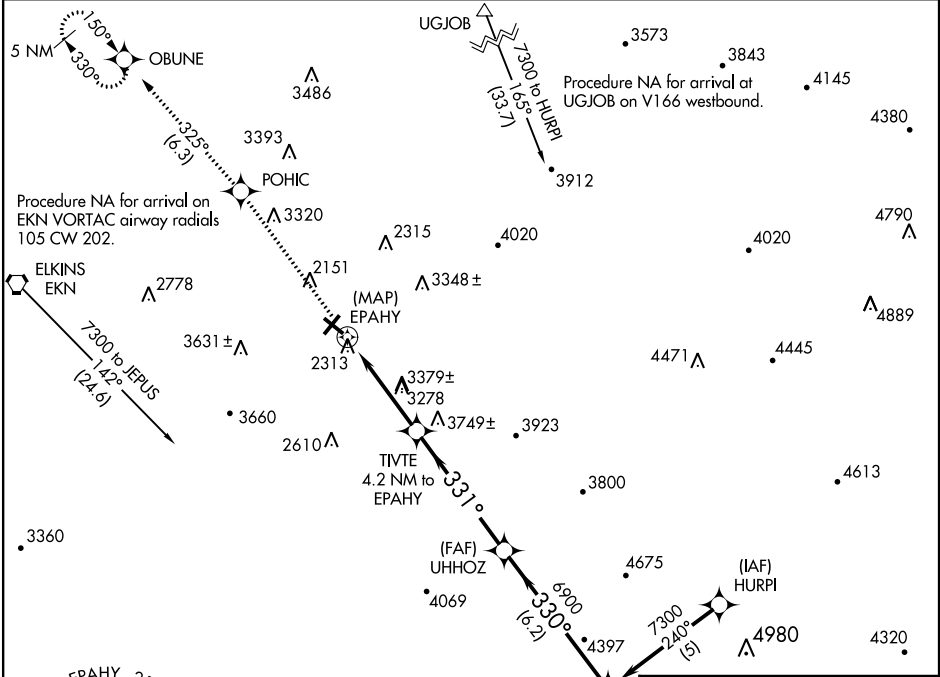 150°
5 NM
330°
OBUNE
UGJOB
7300 to HURPI
165°
(33.7)
3573
3843
4145
4380
Procedure NA for arrival at
UGJOB on V166 westbound.
3486
325°
(6.3)
3393
3912
POHIC
Procedure NA for arrival on
EKN VORTAC airway radials
105 CW 202.
3320
2315
4020
4020
4790
ELKINS
EKN
2778
2151
3348±
(MAP)
EPAHY
4889
7300 to JEPUS
142°
(24.6)
3631±
2313
4471
4445
3379±
3278
3660
3749±
3923
2610
TIVTE
4.2 NM to
EPAHY
331°
3800
4613
3360
(FAF)
UHHOZ
4675
(IAF)
HURPI
4069
6900
330°
(6.2)
4397
7300
240°
(5)
4980
4320
EPAHY